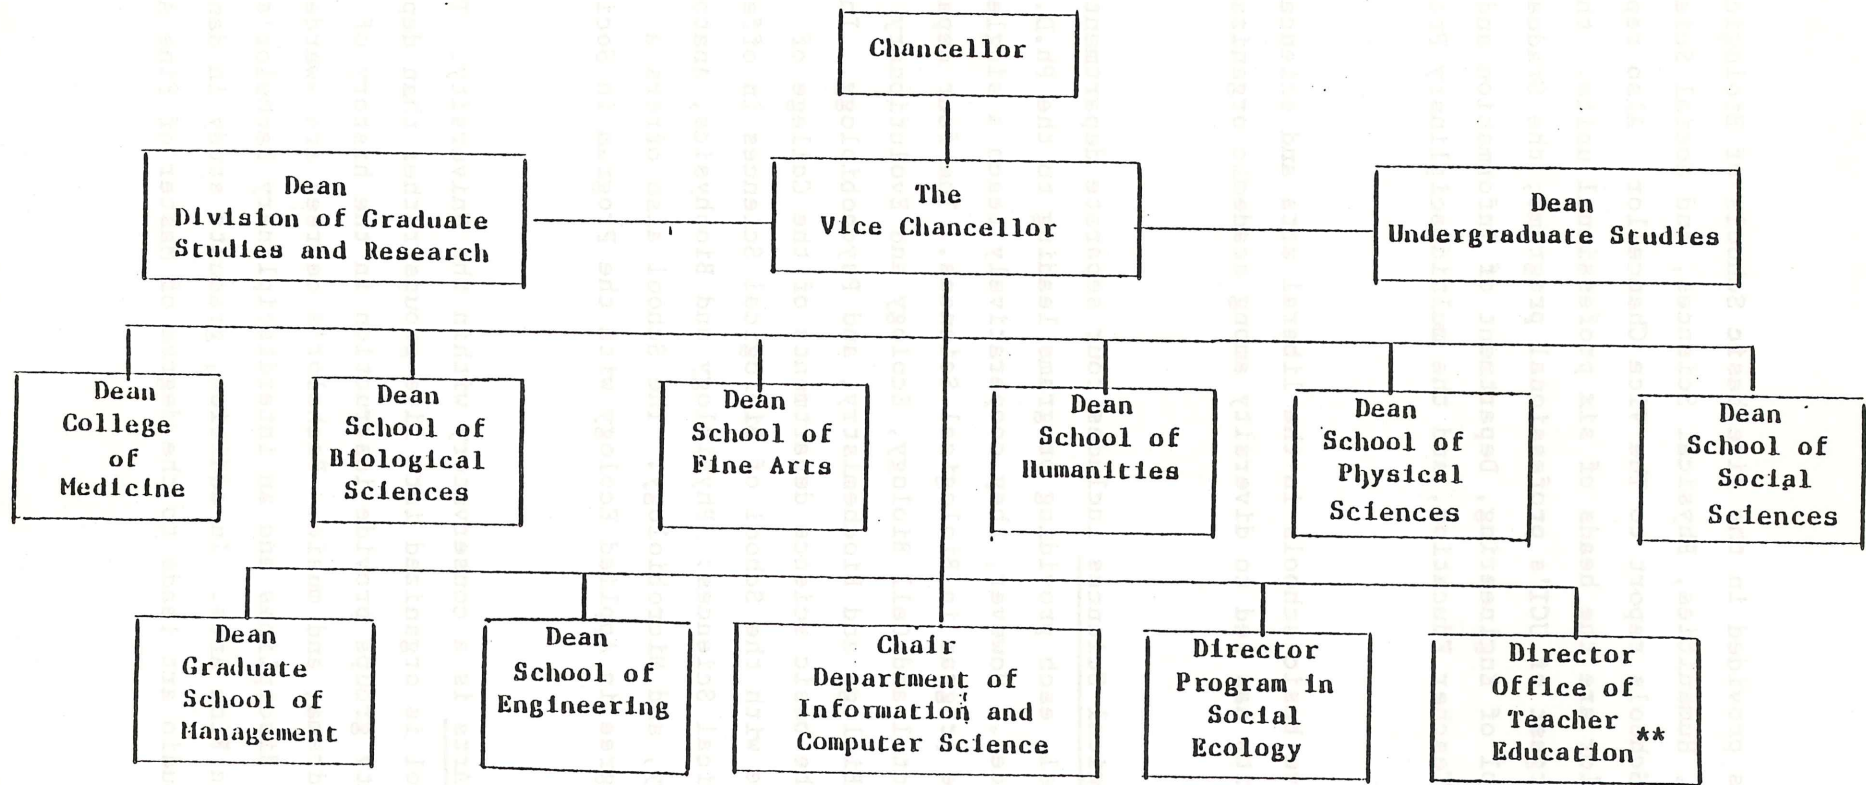 Chancellor
Dean
Division of Graduate
Studies and Research
The
Vice Chancellor
Dean
Undergraduate Studies
Dean
College
of
Medicine
Dean
School of
Biological
Sciences
Dean
School of
Fine Arts
Dean
School of
Humanities
Dean
School of
Physical
Sciences
Dean
School of
Social
Sciences
Dean
Graduate
School of
Management
Dean
School of
Engineering
Chair
Department of
Information and
Computer Science
Director
Program in
Social
Ecology
Director
Office of
Teacher
Education**